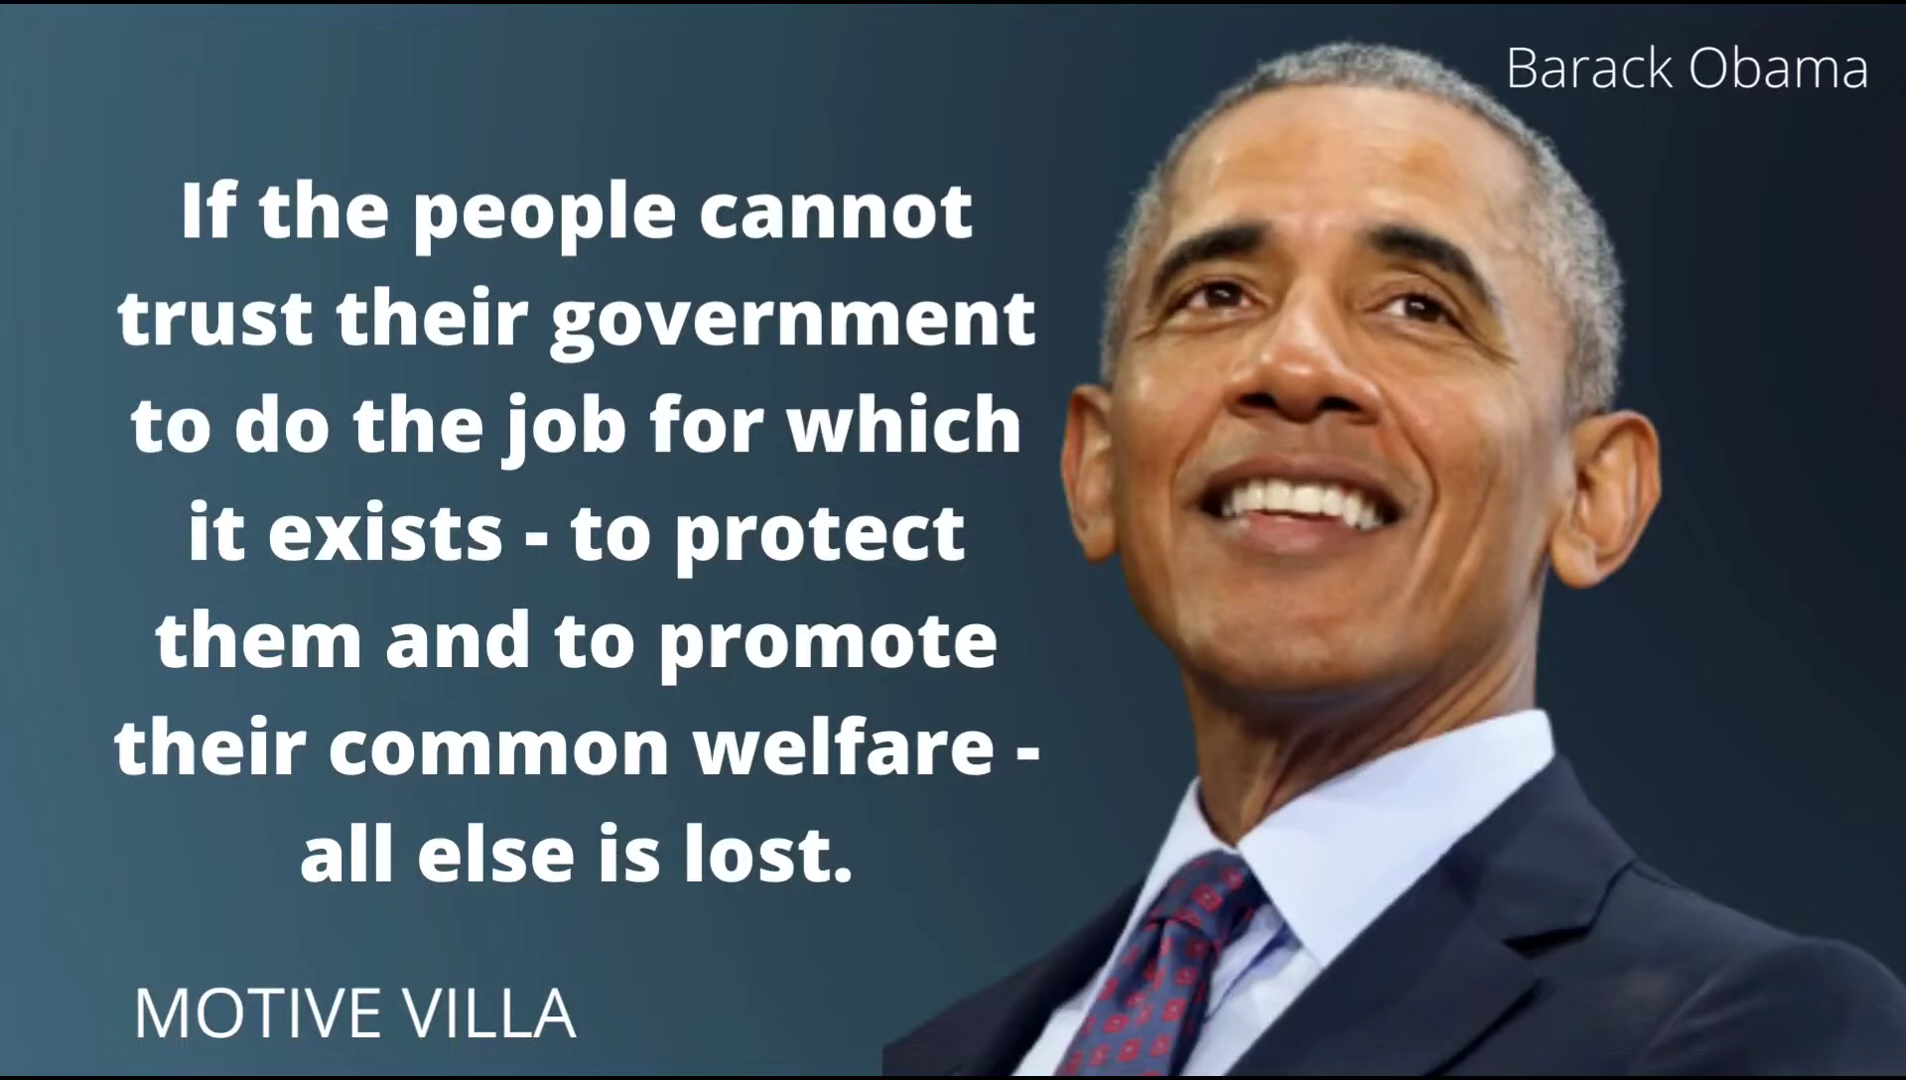 Barack Obama
If the people cannot
trust their government
to do the job for which
it exists - to protect
them and to promote
their common welfare -
all else is lost.
MOTIVE VILLA